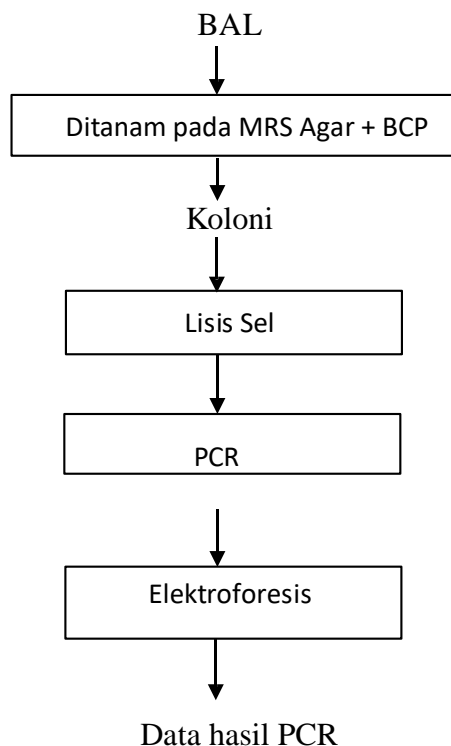 BAL
Ditanam pada MRS Agar + BCP
Koloni
Lisis Sel
PCR
Elektroforesis
Data hasil PCR